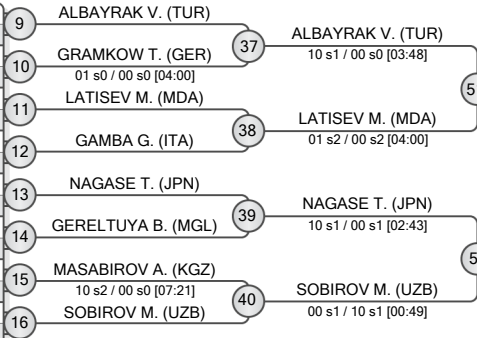 9 ALBAYRAK V. (TUR)
10 GRAMKOW T. (GER)
01 s0 / 00 s0 [04:00]
37 ALBAYRAK V. (TUR)
10 s1 / 00 s0 [03:48]
11 LATISEV M. (MDA)
12 GAMBA G. (ITA)
38 LATISEV M. (MDA)
01 s2 / 00 s2 [04:00]
13 NAGASE T. (JPN)
14 GERELTUYA B. (MGL)
39 NAGASE T. (JPN)
10 s1 / 00 s1 [02:43]
15 MASABIROV A. (KGZ)
10 s2 / 00 s0 [07:21]
16 SOBIROV M. (UZB)
40 SOBIROV M. (UZB)
00 s1 / 10 s1 [00:49]